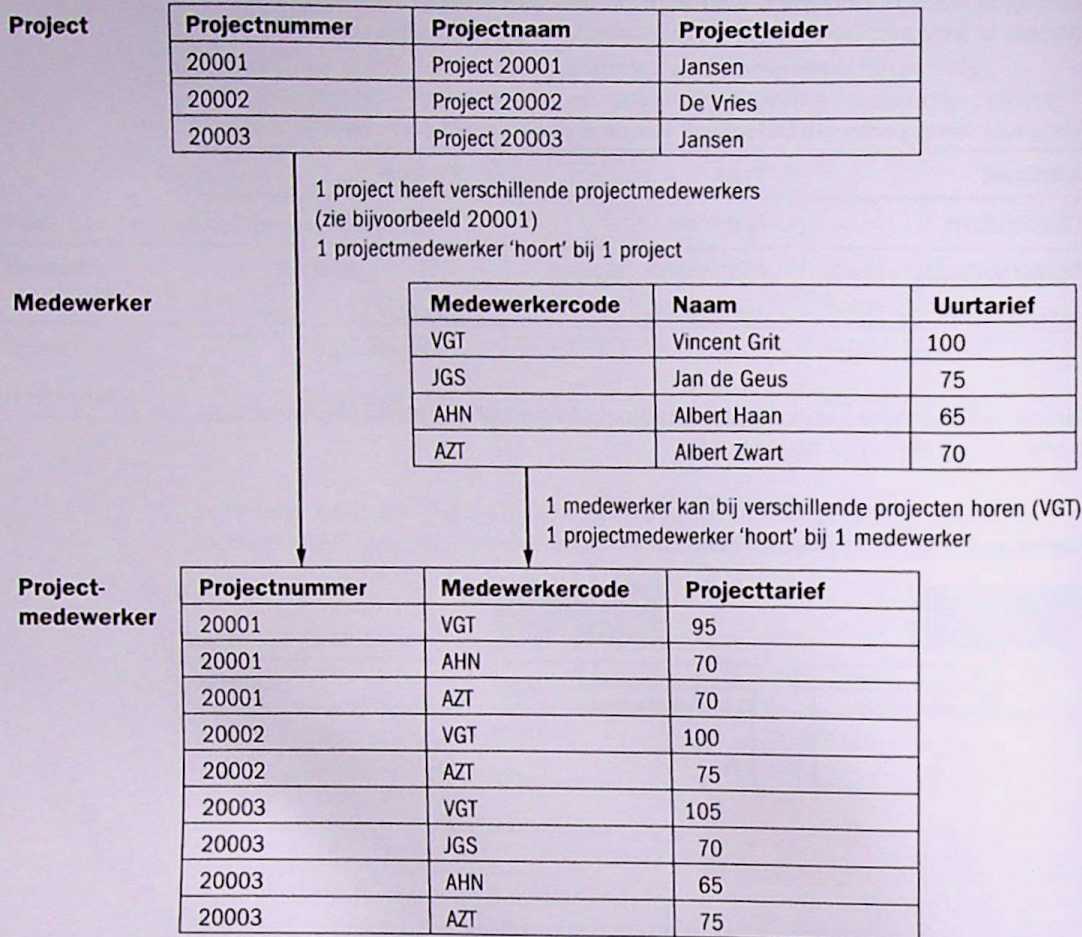 Project
Projectnummer Projectnaam Projectleider
20001 Project 20001 Jansen
20002 Project 20002 De Vries
20003 Project 20003 Jansen
1 project heeft verschillende projectmedewerkers
(zie bijvoorbeeld 20001)
1 projectmedewerker ‘hoort’ bij 1 project
Medewerker
Medewerkercode Naam Uurtarief
VGT Vincent Grit 100
JGS Jan de Geus 75
AHN Albert Haan 65
AZT Albert Zwart 70
1 medewerker kan bij verschillende projecten horen (VGT)
1 projectmedewerker ‘hoort’ bij 1 medewerker
Project-
medewerker
Projectnummer Medewerkercode Projecttarief
20001 VGT 95
20001 AHN 70
20001 AZT 70
20002 VGT 100
20002 AZT 75
20003 VGT 105
20003 JGS 70
20003 AHN 65
20003 AZT 75